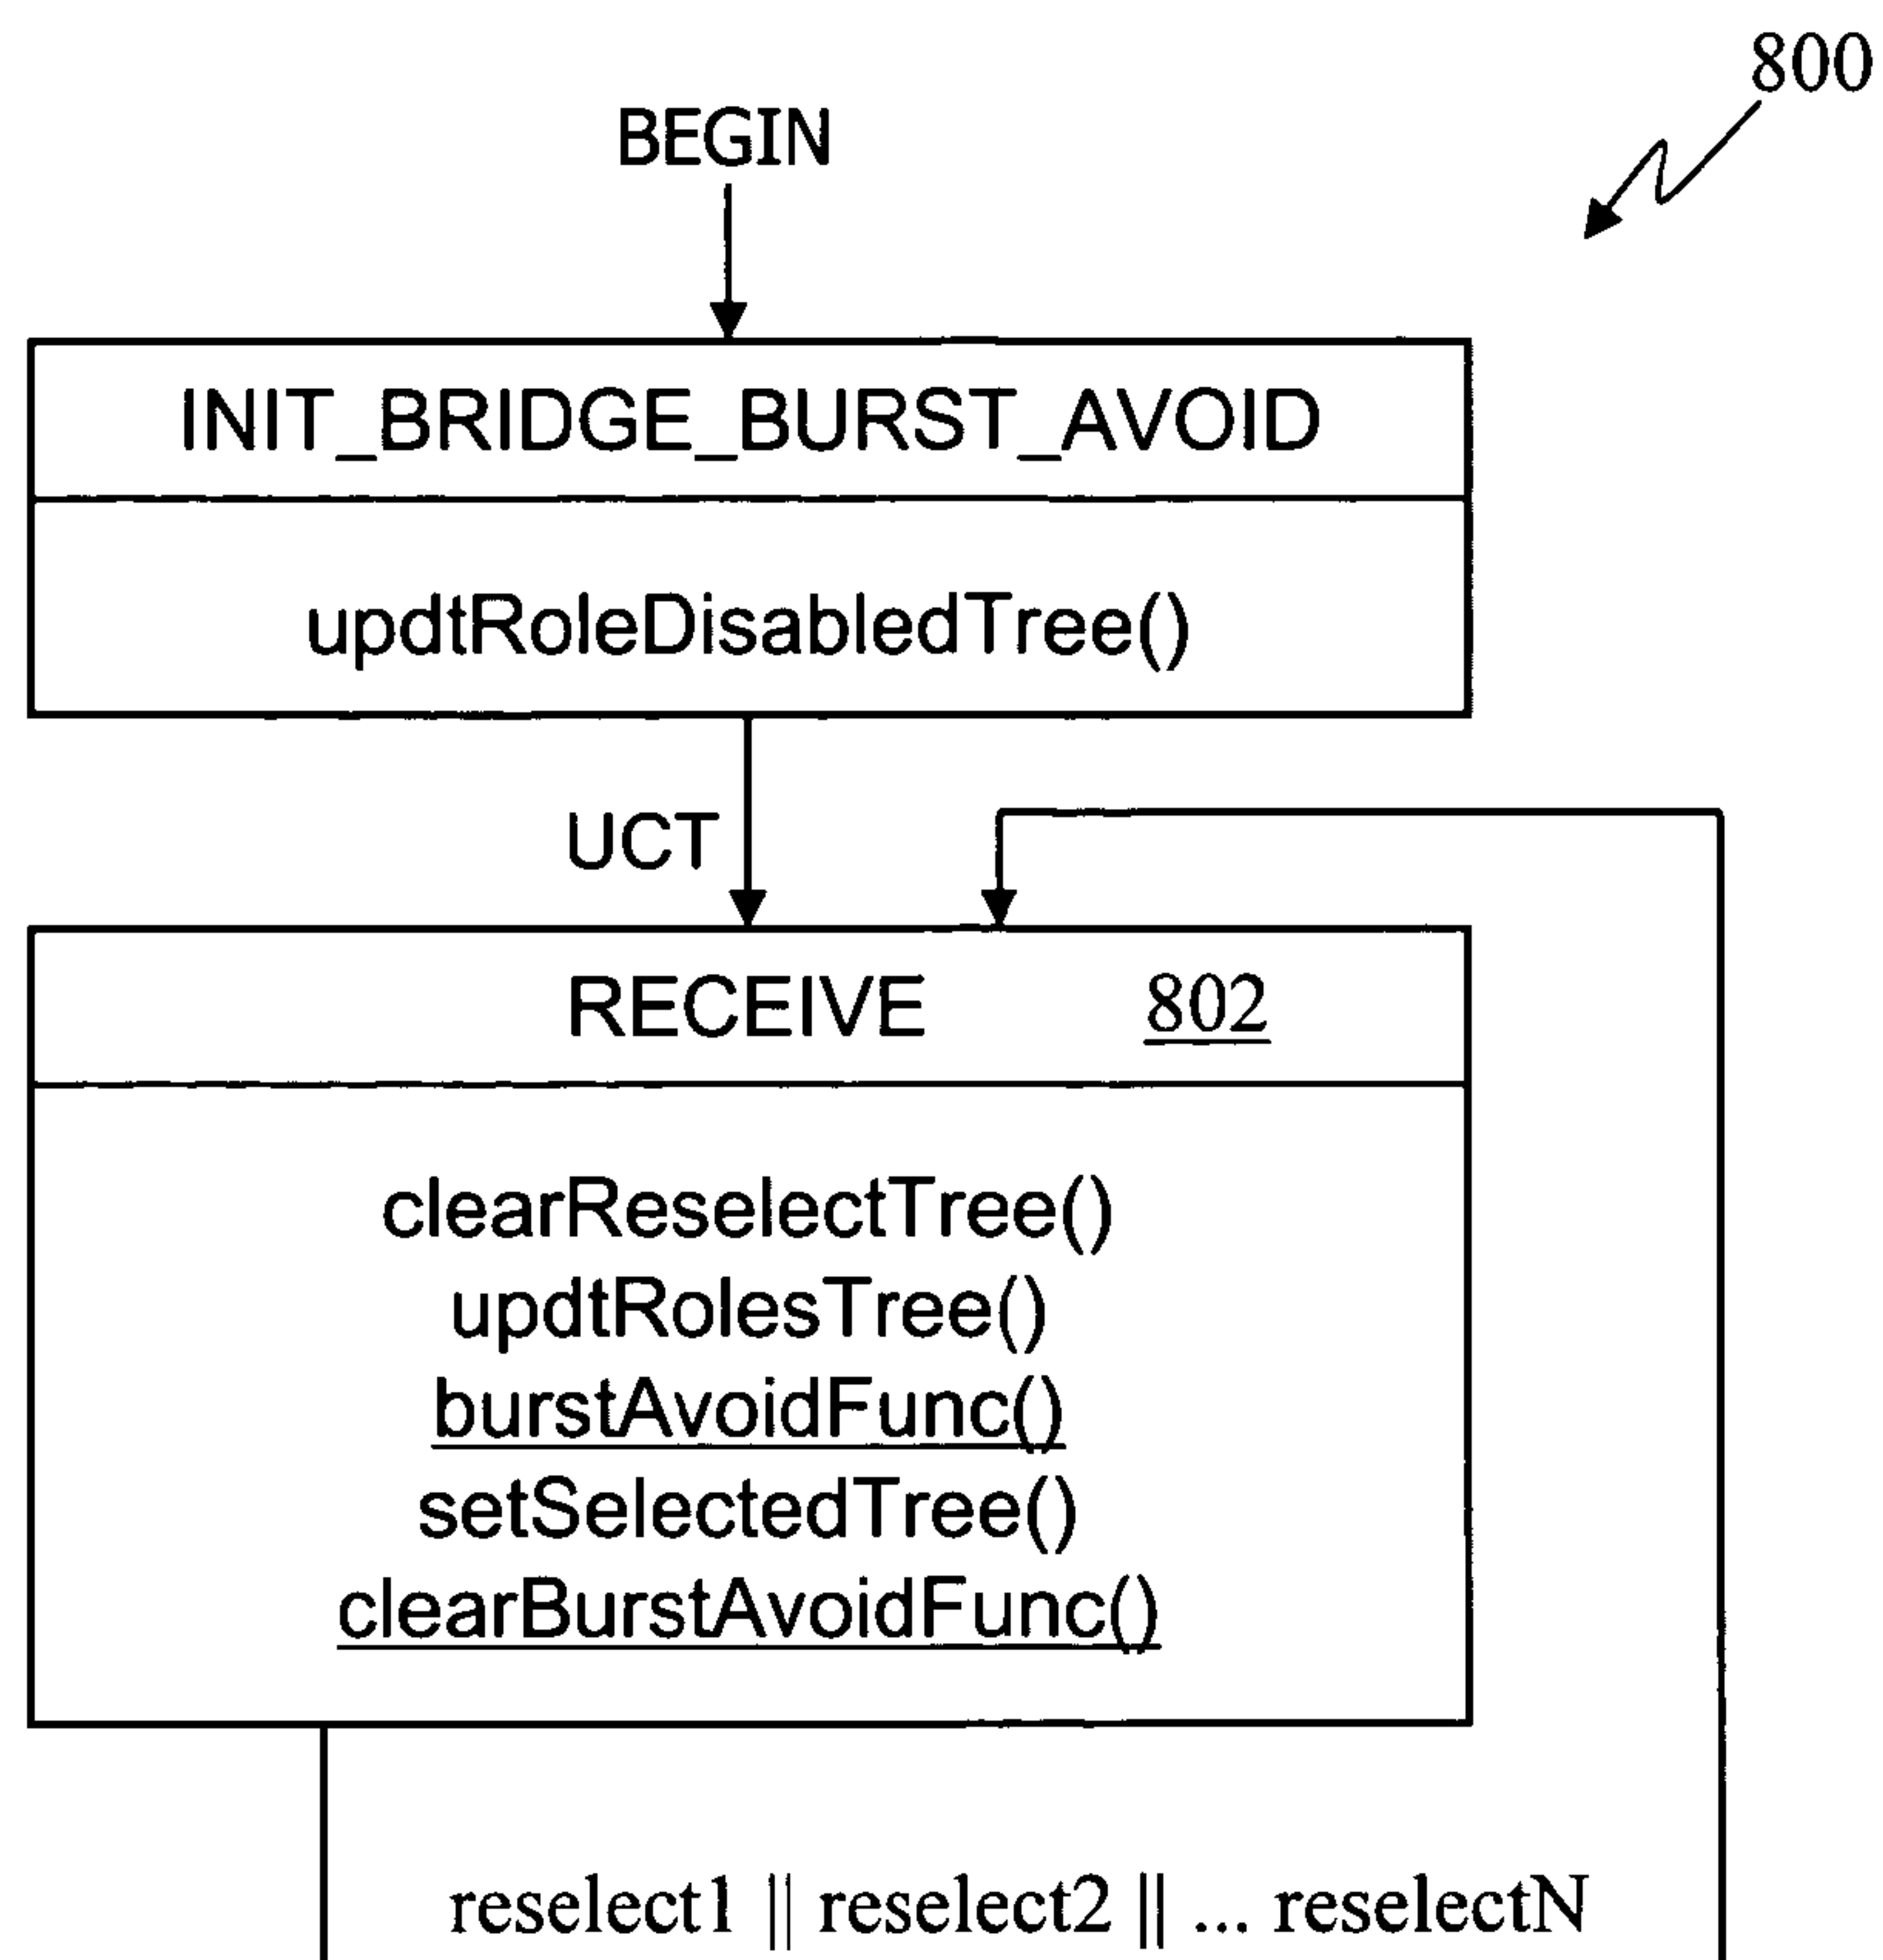 800
BEGIN
INIT_BRIDGE_BURST_AVOID
updtRoleDisabledTree()
UCT
RECEIVE 802
clearReselectTree()
updtRolesTree()
burstAvoidFunc()
setSelectedTree()
clearBurstAvoidFunc()
reselect1 || reselect2 || ... reselectN